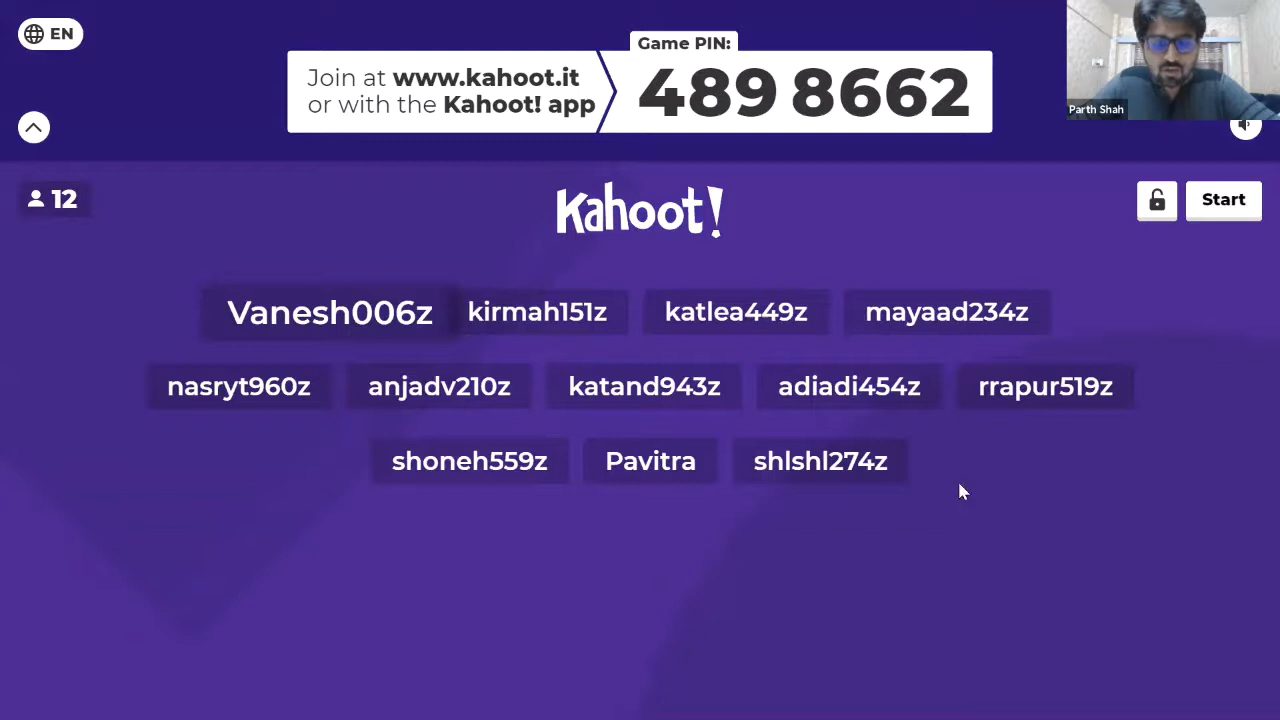 EN
Game PIN:
Join at www.kahoot.it
or with the Kahoot! app
489 8662
Parth Shah
12
Kahoot!
Start
Vanesh006z kirmah151z katlea449z mayaad234z
nasryt960z anjadv210z katand943z adiadi454z rrapur519z
shoneh559z Pavitra shlshl274z